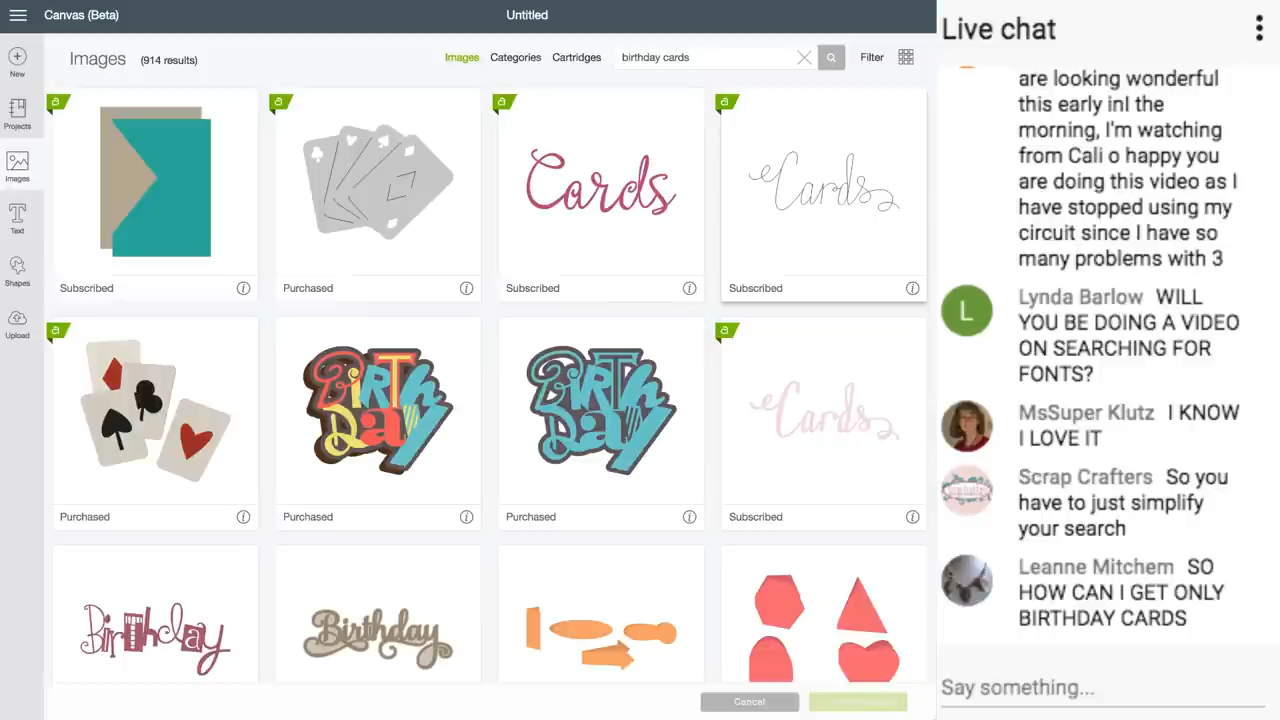 Canvas (Beta)
Untitled
New
Projects
Images
Text
Shapes
Upload
Images (914 results)
Images
Categories
Cartridges
birthday cards
Filter
Subscribed
Purchased
Cards
Subscribed
Cards
Subscribed
Purchased
BiRTh
Day
Purchased
BiRTh
Day
Purchased
Cards
Subscribed
Birthday
Birthday
Cancel
Live chat
are looking wonderful
this early inl the
morning, I'm watching
from Cali o happy you
are doing this video as I
have stopped using my
circuit since I have so
many problems with 3
L
Lynda Barlow WILL
YOU BE DOING A VIDEO
ON SEARCHING FOR
FONTS?
MsSuper Klutz I KNOW
I LOVE IT
Scrap Crafters So you
have to just simplify
your search
Leanne Mitchem SO
HOW CAN I GET ONLY
BIRTHDAY CARDS
Say something...